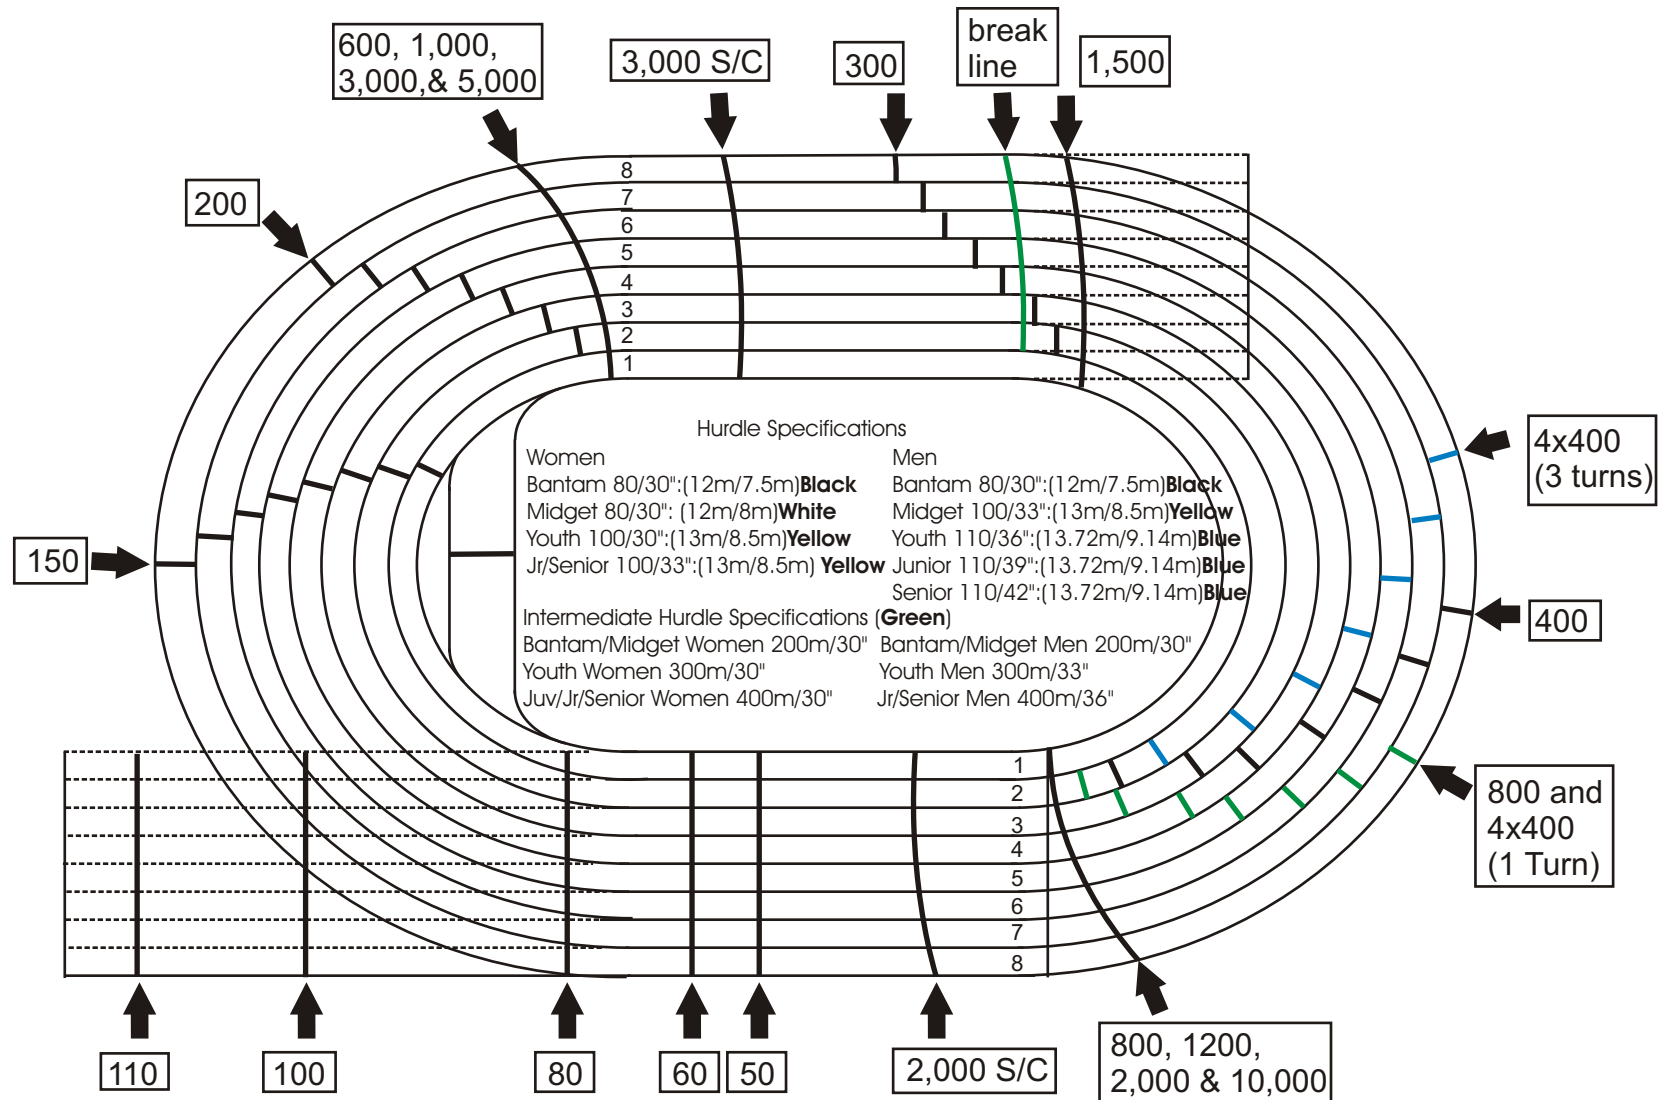 600, 1,000,
3,000,& 5,000
3,000 S/C
300
break
line
1,500
200
8
7
6
5
4
3
2
1
4x400
(3 turns)
150
400
Hurdle Specifications
Women
Bantam 80/30":(12m/7.5m)Black
Midget 80/30": (12m/8m)White
Youth 100/30":(13m/8.5m)Yellow
Jr/Senior 100/33":(13m/8.5m) Yellow
Men
Bantam 80/30":(12m/7.5m)Black
Midget 100/33":(13m/8.5m)Yellow
Youth 110/36":(13.72m/9.14m)Blue
Junior 110/39":(13.72m/9.14m)Blue
Senior 110/42":(13.72m/9.14m)Blue
Intermediate Hurdle Specifications (Green)
Bantam/Midget Women 200m/30" Bantam/Midget Men 200m/30"
Youth Women 300m/30" Youth Men 300m/33"
Juv/Jr/Senior Women 400m/30" Jr/Senior Men 400m/36"
1
2
3
4
5
6
7
8
800 and
4x400
(1 Turn)
110
100
80
60
50
2,000 S/C
800, 1200,
2,000 & 10,000